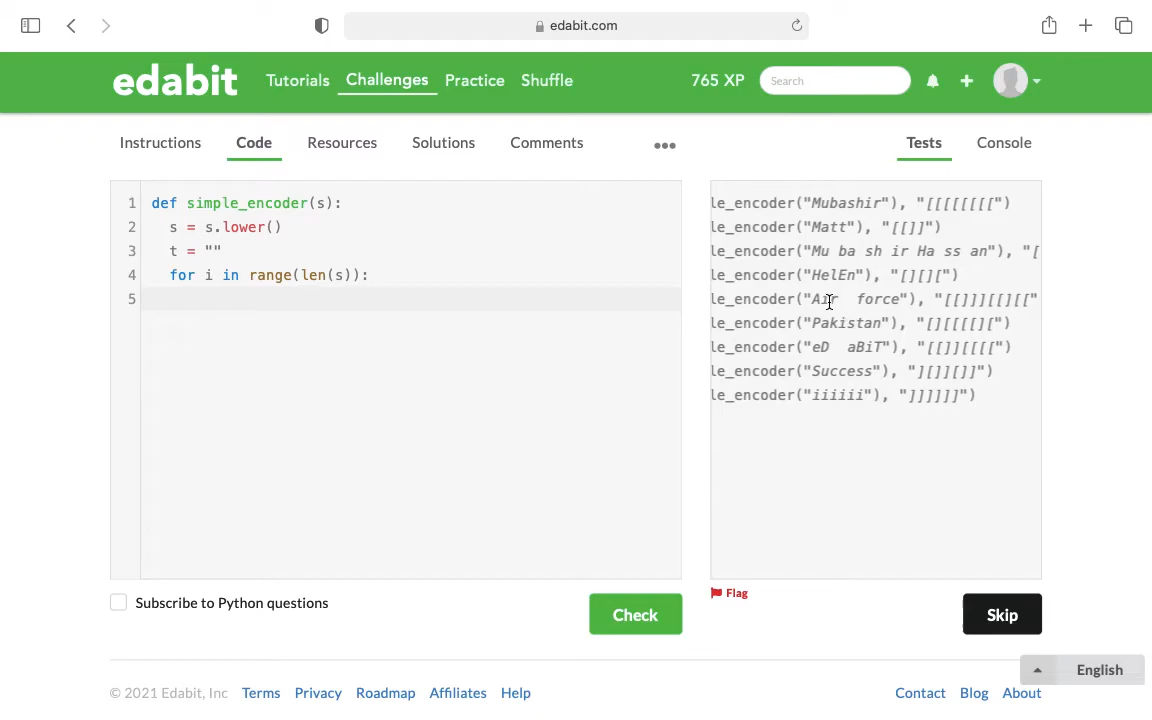 edabit.com
edabit Tutorials Challenges Practice Shuffle 765 XP Search
Instructions Code Resources Solutions Comments ••• Tests Console
1 def simple_encoder(s):
2 s = s.lower()
3 t = ""
4 for i in range(len(s)):
5
le_encoder("Mubashir"), "[[[[[[[[")
le_encoder("Matt"), "[[]]")
le_encoder("Mu ba sh ir Ha ss an"), "[
le_encoder("HelEn"), "[][][")
le_encoder("Air  force"), "[[]]][[][["
le_encoder("Pakistan"), "[][[[[][")
le_encoder("eD  aBiT"), "[[]][[[[")
le_encoder("Success"), "][]][]]")
le_encoder("iiiiii"), "]]]]]]")
Flag
Subscribe to Python questions Check Skip
English
© 2021 Edabit, Inc Terms Privacy Roadmap Affiliates Help Contact Blog About